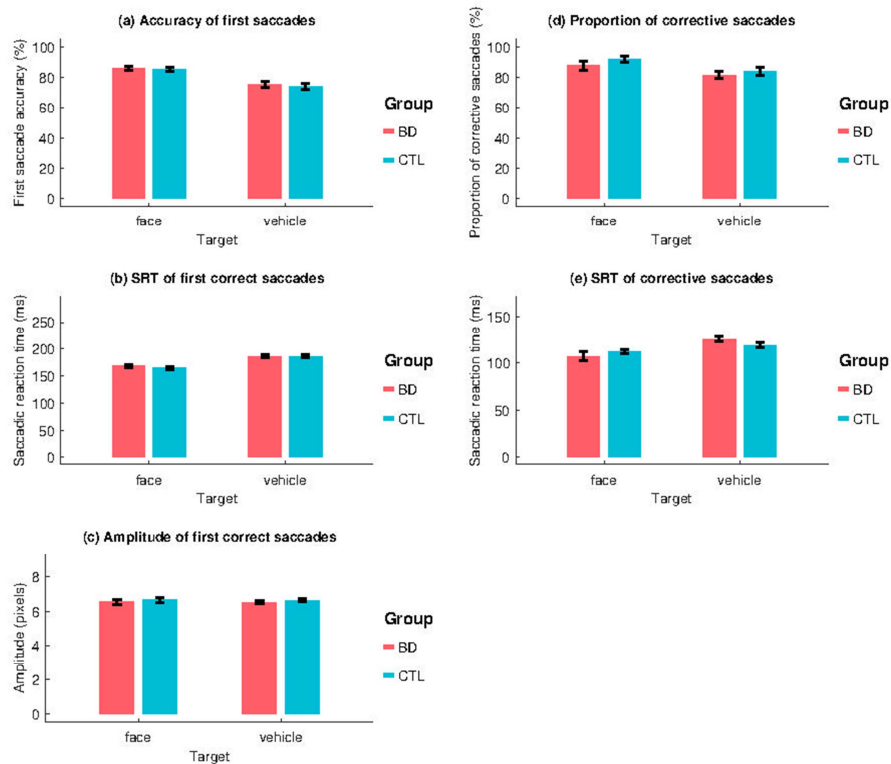 (a) Accuracy of first saccades
First saccade accuracy (%)
100
80
60
40
20
0
face
vehicle
Target
Group
BD
CTL
(d) Proportion of corrective saccades
Proportion of corrective saccades (%)
100
80
60
40
20
0
face
vehicle
Target
Group
BD
CTL
(b) SRT of first correct saccades
Saccadic reaction time (ms)
250
200
150
100
50
0
face
vehicle
Target
Group
BD
CTL
(e) SRT of corrective saccades
Saccadic reaction time (ms)
150
100
50
0
face
vehicle
Target
Group
BD
CTL
(c) Amplitude of first correct saccades
Amplitude (pixels)
8
6
4
2
0
face
vehicle
Target
Group
BD
CTL